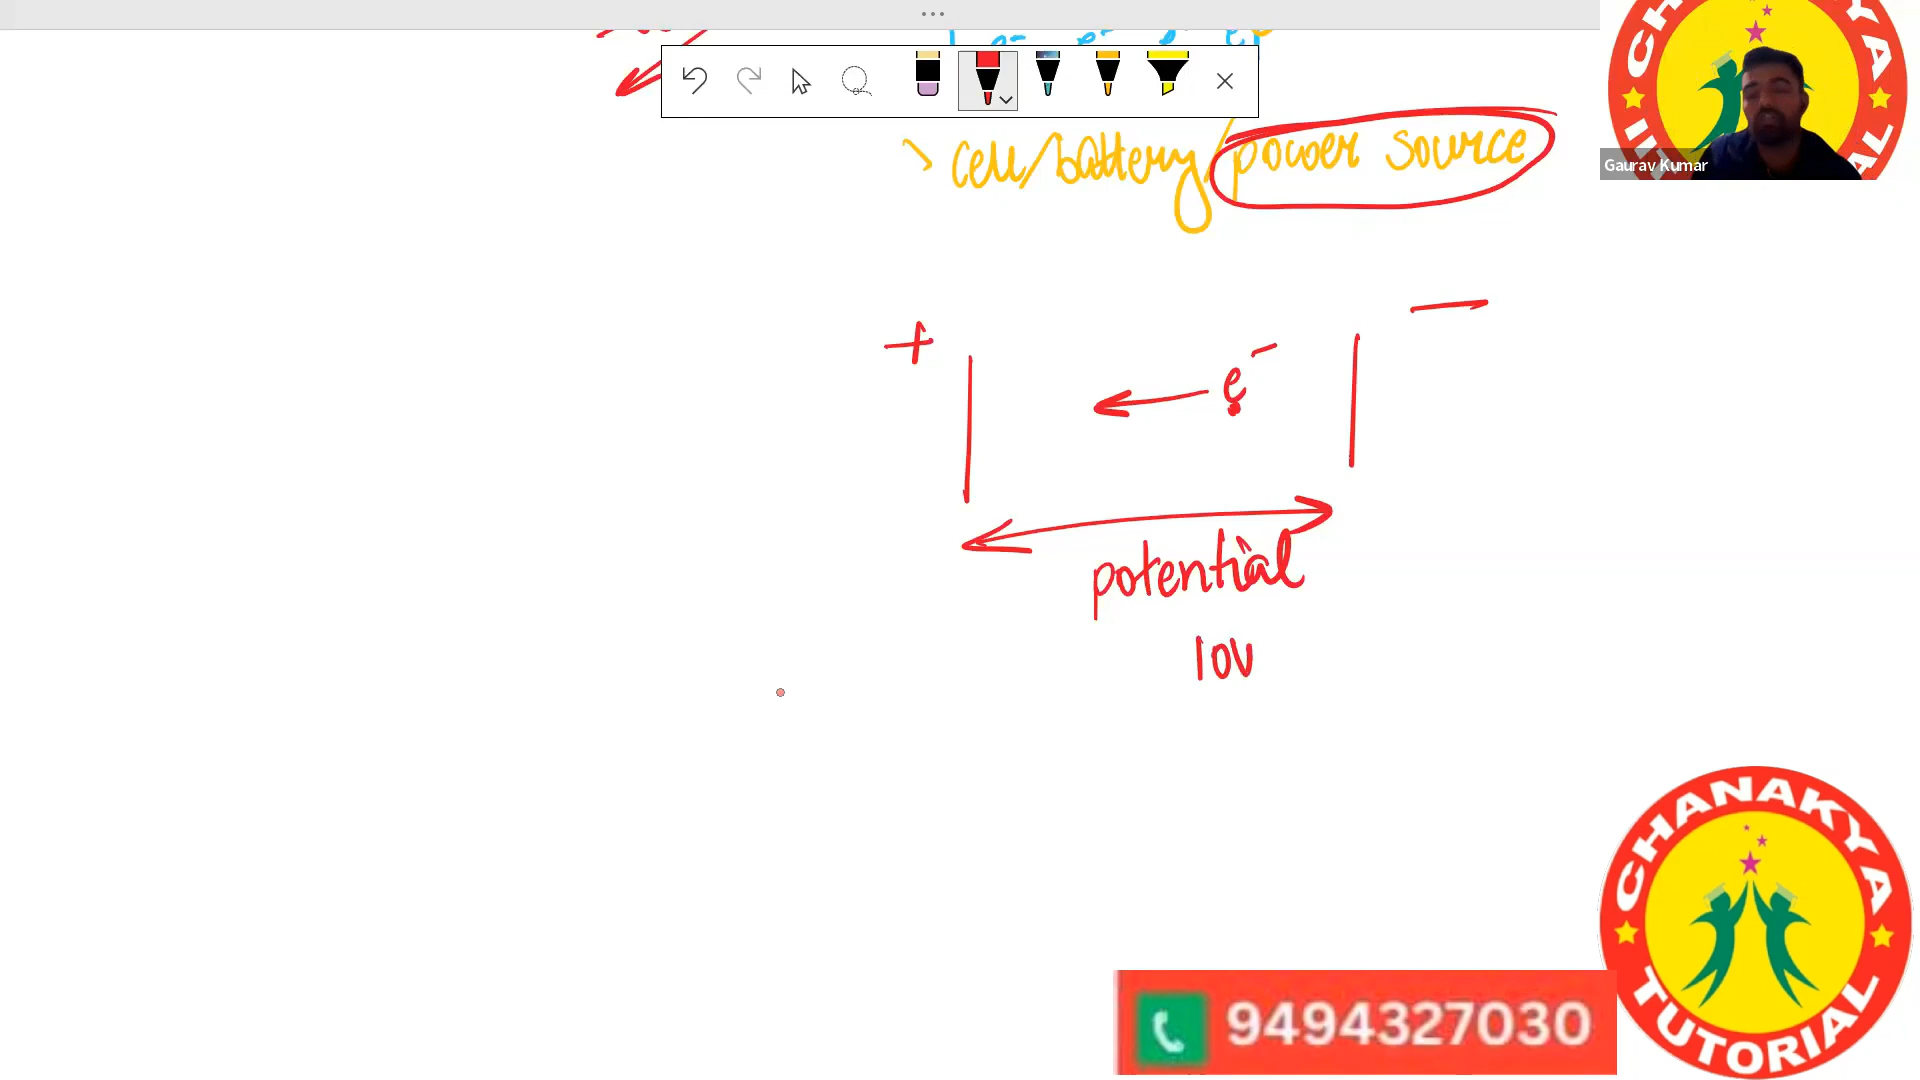 e⁻ e⁻
cell/battery/power source
Gaurav Kumar
+
—
e⁻
potential
10V
CHANAKYA
TUTORIAL
9494327030